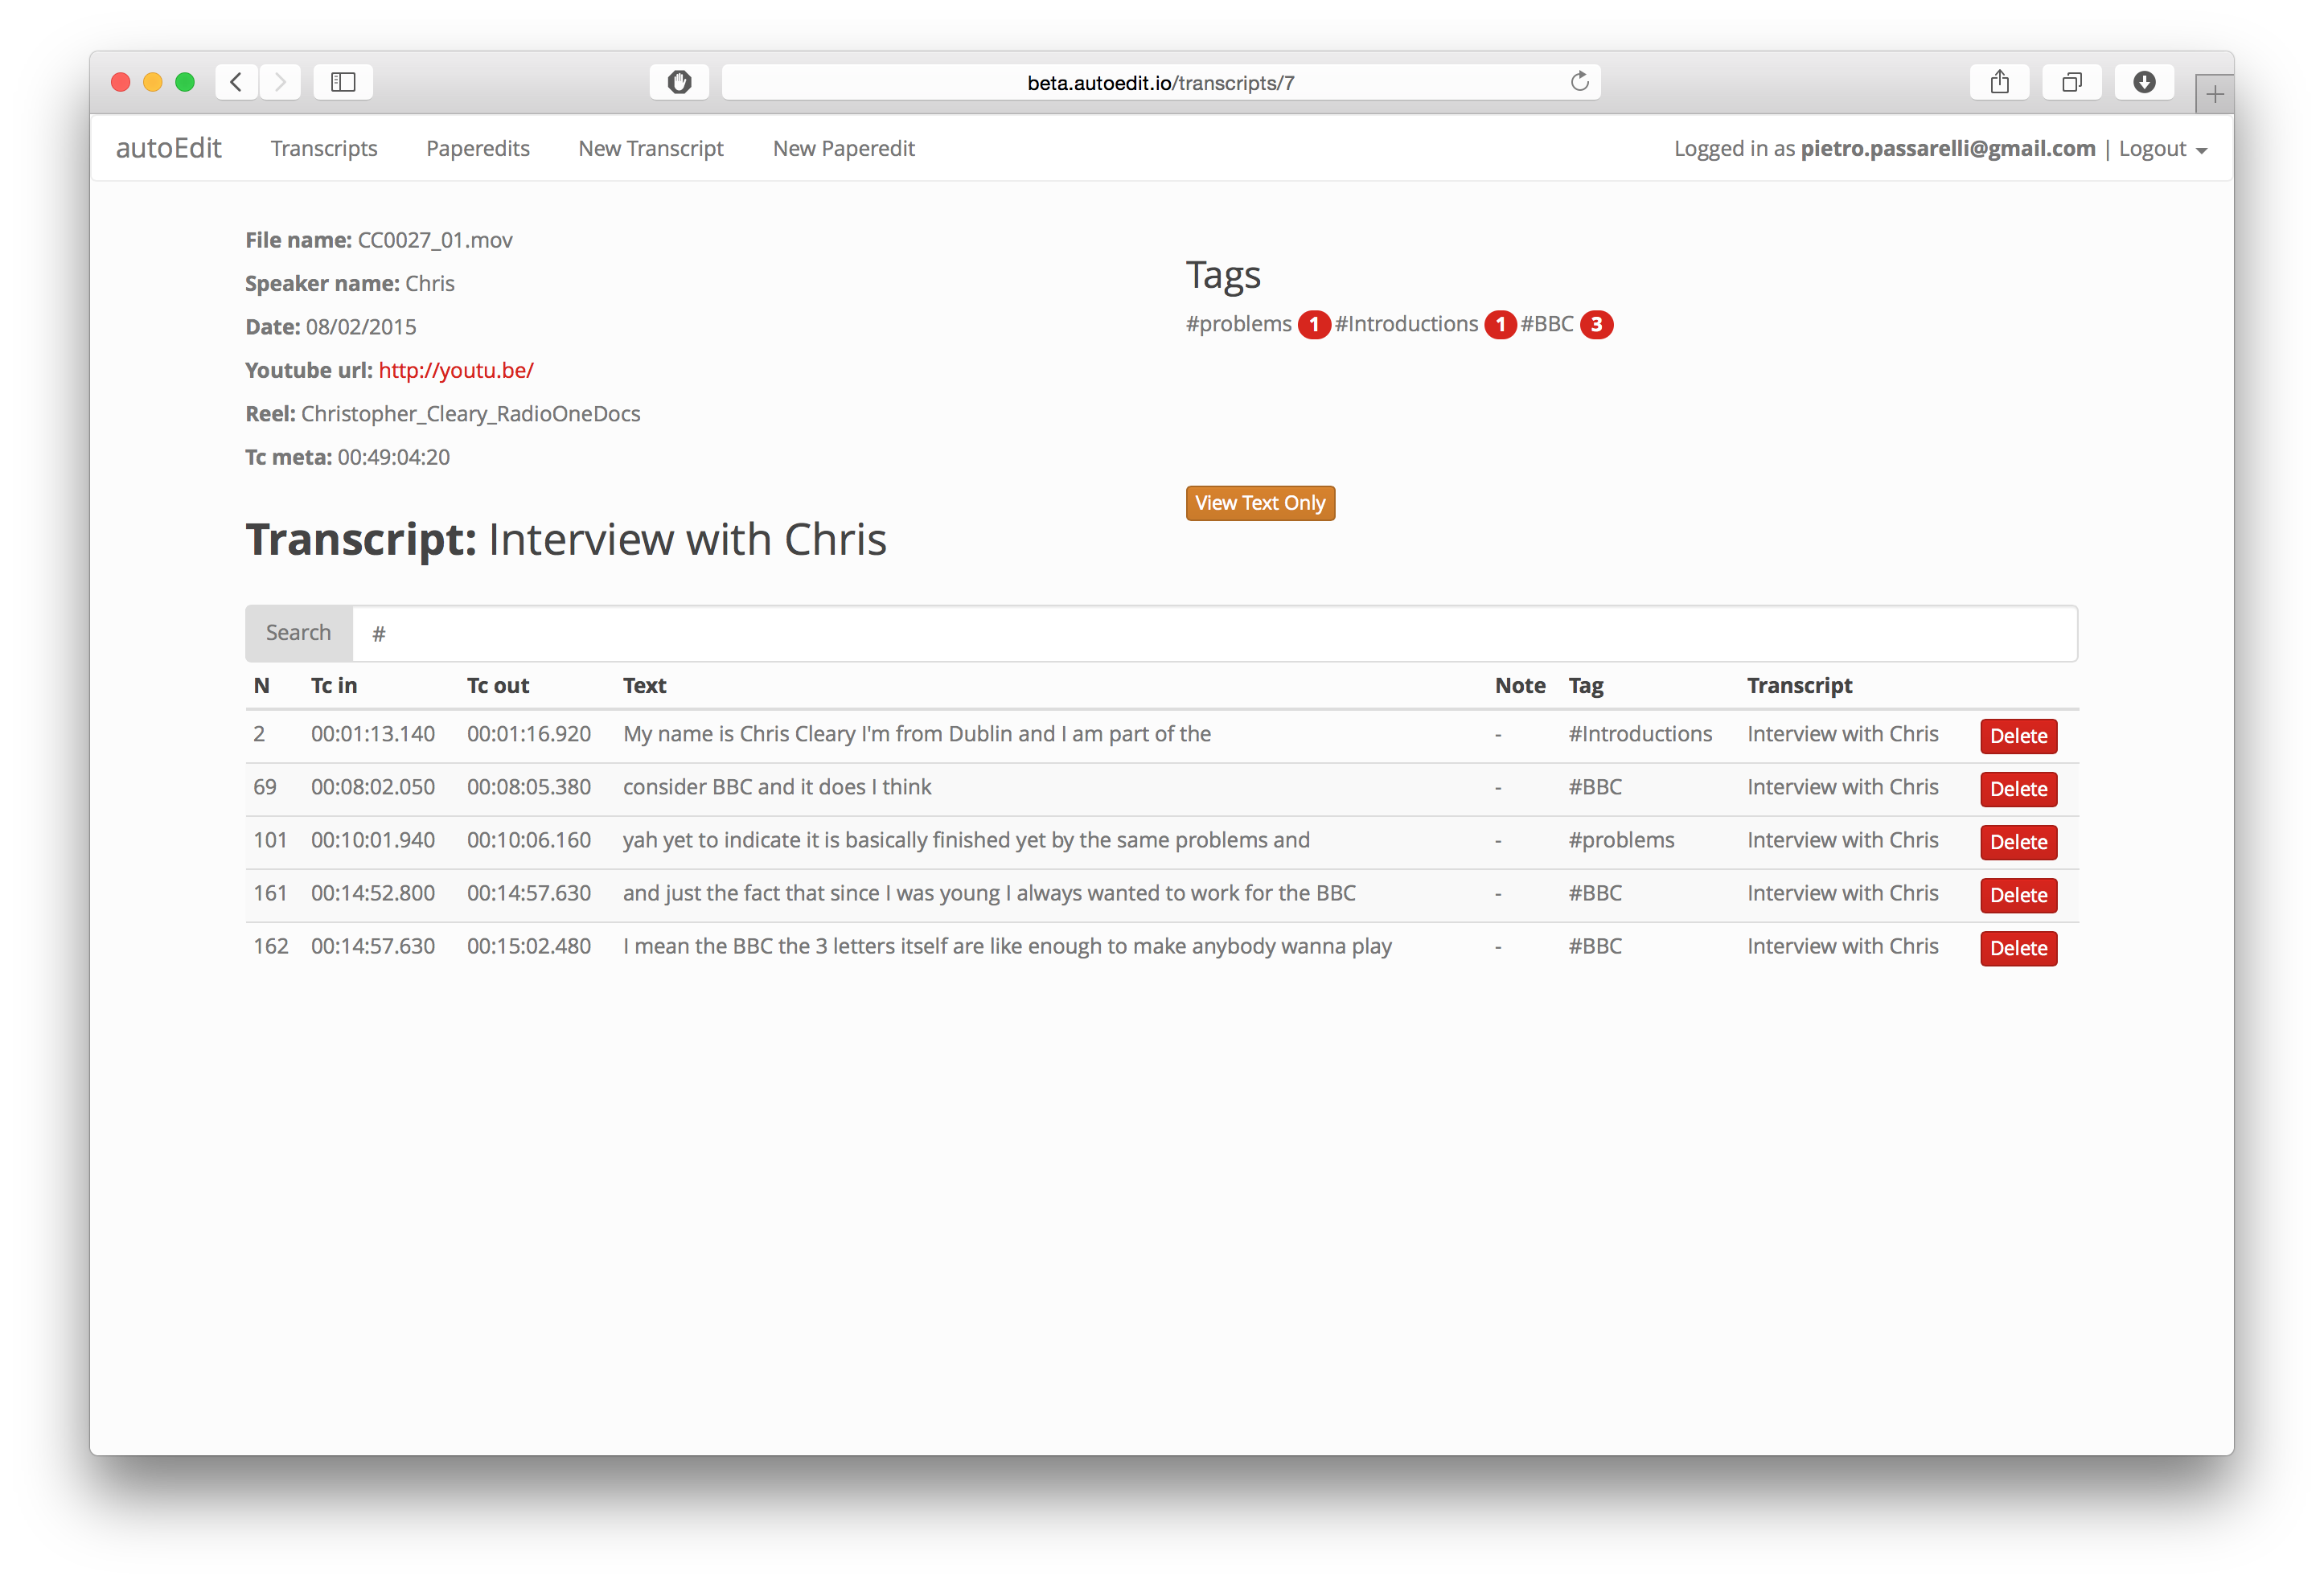 beta.autoedit.io/transcripts/7
autoEdit Transcripts Paperedits New Transcript New Paperedit Logged in as pietro.passarelli@gmail.com | Logout
File name: CC0027_01.mov
Speaker name: Chris
Date: 08/02/2015
Youtube url: http://youtu.be/
Reel: Christopher_Cleary_RadioOneDocs
Tc meta: 00:49:04:20
Tags
#problems 1 #Introductions 1 #BBC 3
View Text Only
Transcript: Interview with Chris
Search #
N Tc in Tc out Text Note Tag Transcript
2 00:01:13.140 00:01:16.920 My name is Chris Cleary I'm from Dublin and I am part of the - #Introductions Interview with Chris Delete
69 00:08:02.050 00:08:05.380 consider BBC and it does I think - #BBC Interview with Chris Delete
101 00:10:01.940 00:10:06.160 yah yet to indicate it is basically finished yet by the same problems and - #problems Interview with Chris Delete
161 00:14:52.800 00:14:57.630 and just the fact that since I was young I always wanted to work for the BBC - #BBC Interview with Chris Delete
162 00:14:57.630 00:15:02.480 I mean the BBC the 3 letters itself are like enough to make anybody wanna play - #BBC Interview with Chris Delete